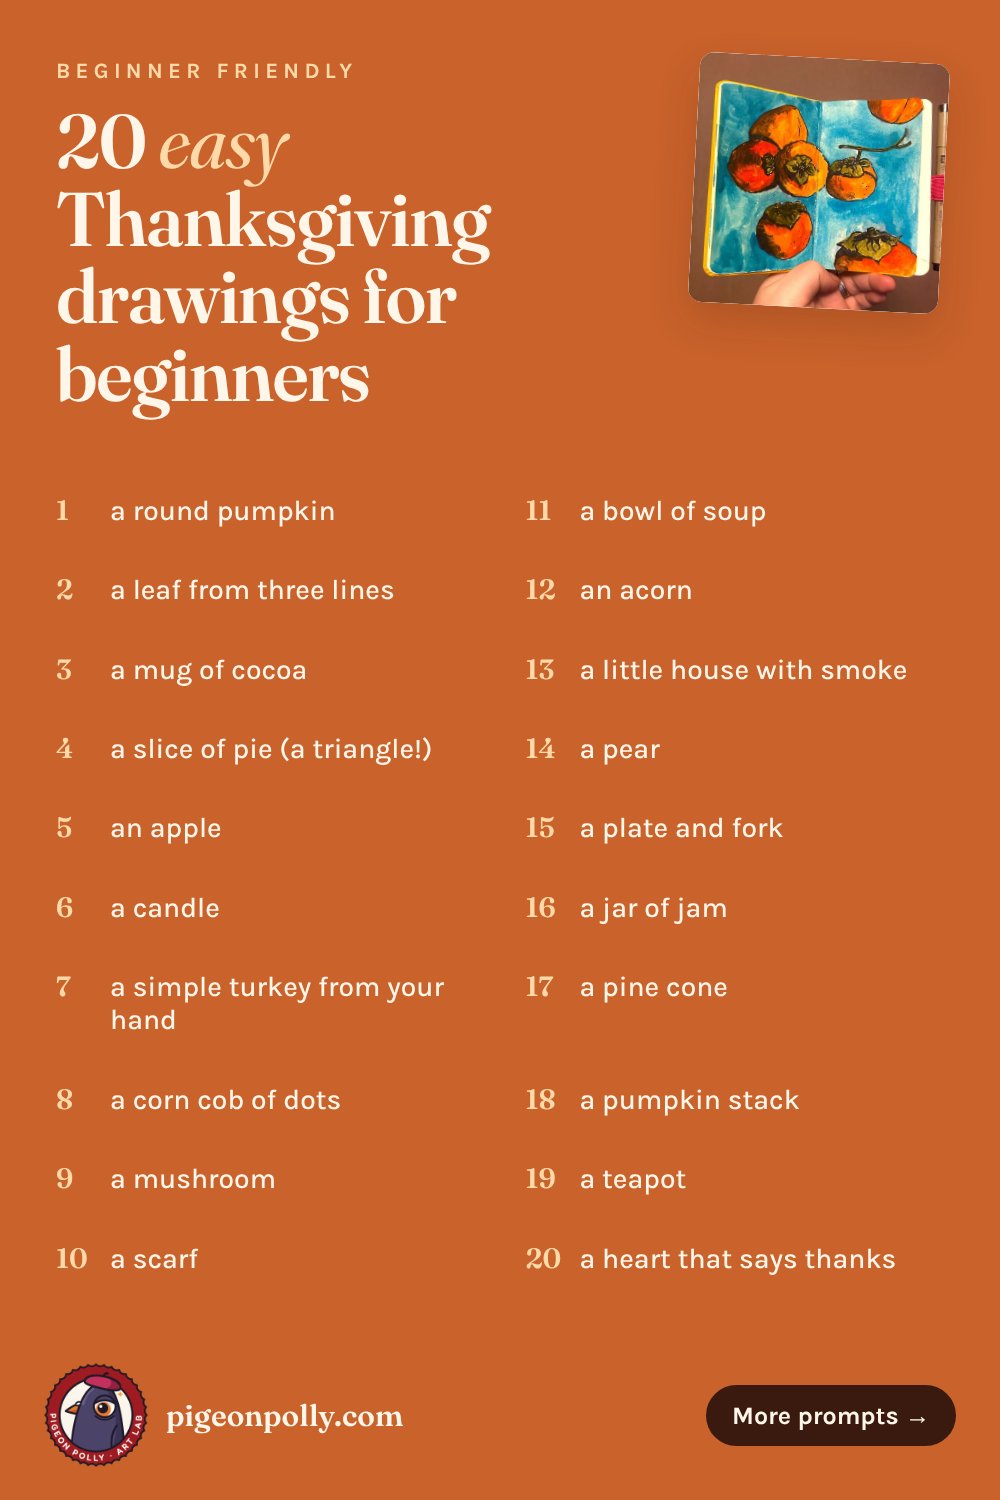 BEGINNER FRIENDLY
20 easy
Thanksgiving
drawings for
beginners
1 a round pumpkin
2 a leaf from three lines
3 a mug of cocoa
4 a slice of pie (a triangle!)
5 an apple
6 a candle
7 a simple turkey from your
hand
8 a corn cob of dots
9 a mushroom
10 a scarf
11 a bowl of soup
12 an acorn
13 a little house with smoke
14 a pear
15 a plate and fork
16 a jar of jam
17 a pine cone
18 a pumpkin stack
19 a teapot
20 a heart that says thanks
PIGEON POLLY · ART LAB
pigeonpolly.com
More prompts →